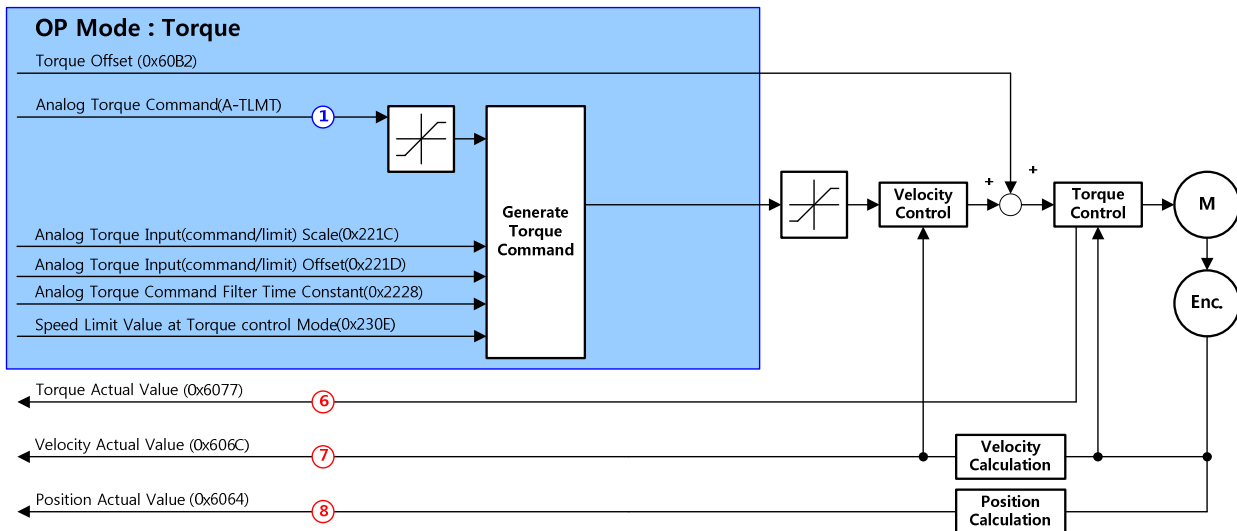 OP Mode : Torque
Torque Offset (0x60B2)
Analog Torque Command(A-TLMT)
1
Generate
Torque
Command
Analog Torque Input(command/limit) Scale(0x221C)
Analog Torque Input(command/limit) Offset(0x221D)
Analog Torque Command Filter Time Constant(0x2228)
Speed Limit Value at Torque control Mode(0x230E)
Velocity
Control
+
+
Torque
Control
M
Enc.
Torque Actual Value (0x6077)
6
Velocity Actual Value (0x606C)
7
Velocity
Calculation
Position Actual Value (0x6064)
8
Position
Calculation